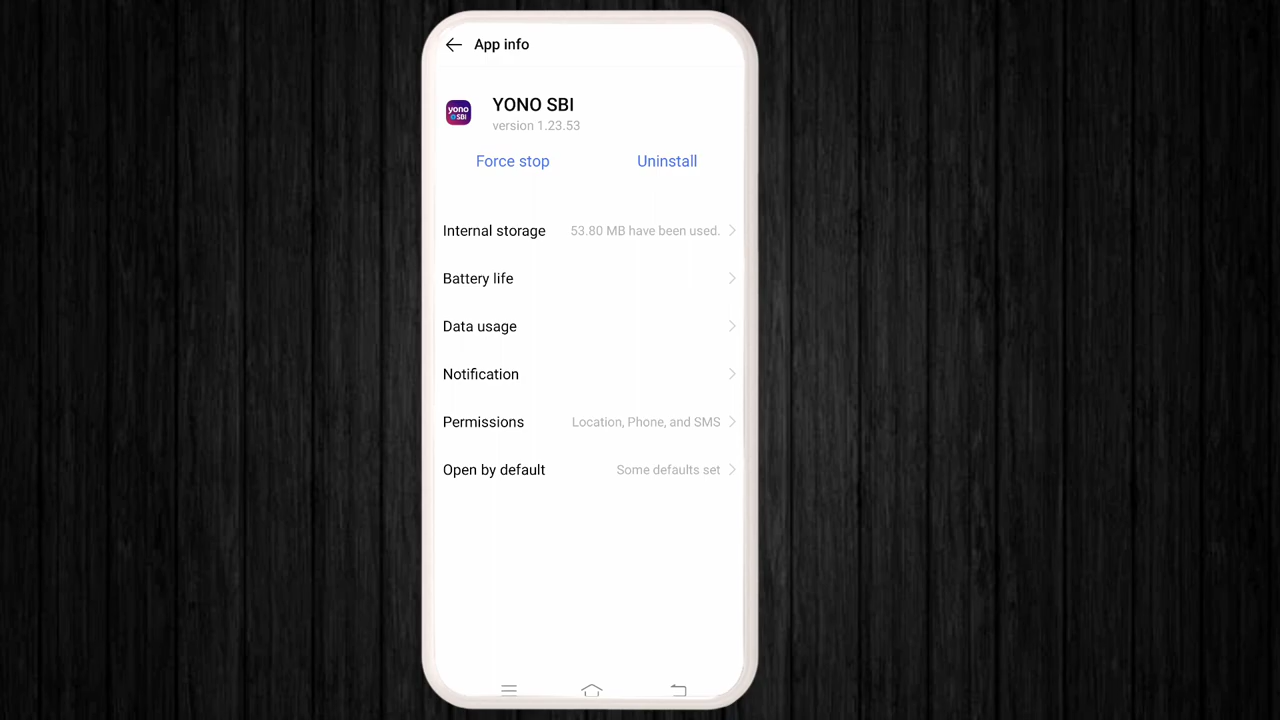 App info
yono
SBI
YONO SBI
version 1.23.53
Force stop Uninstall
Internal storage 53.80 MB have been used.
Battery life
Data usage
Notification
Permissions Location, Phone, and SMS
Open by default Some defaults set